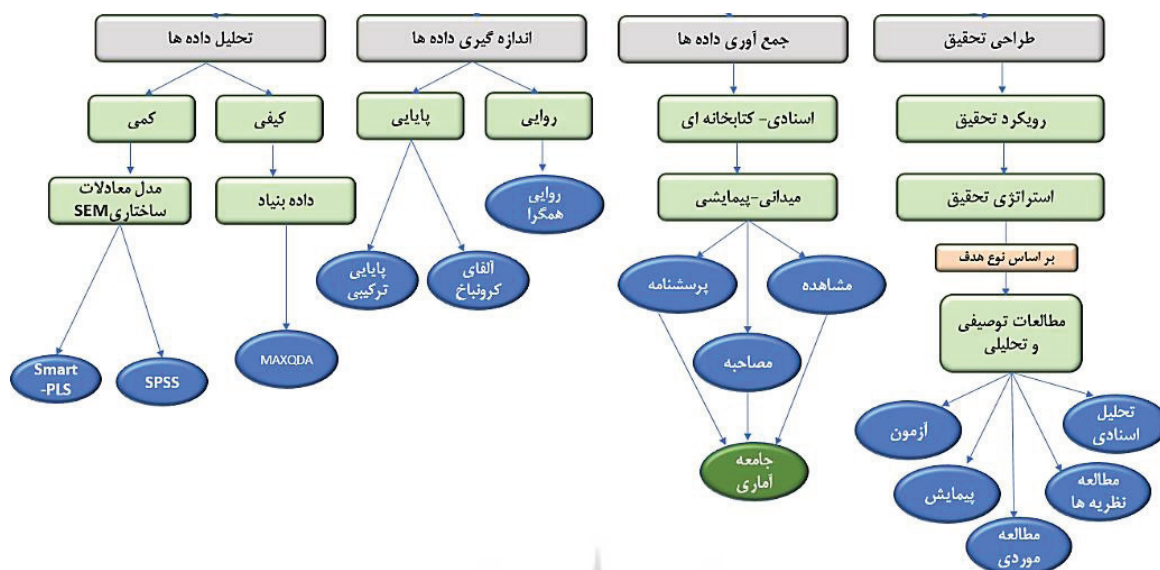 طراحی تحقیق
رویکرد تحقیق
استراتژی تحقیق
بر اساس نوع هدف
مطالعات توصیفی
و تحلیلی
تحلیل
اسنادی
مطالعه
نظریه ها
مطالعه
موردی
پیمایش
آزمون
جمع آوری داده ها
اسنادی- کتابخانه ای
میدانی-پیمایشی
مشاهده
مصاحبه
پرسشنامه
جامعه
آماری
اندازه گیری داده ها
روایی
پایایی
روایی
همگرا
آلفای
کرونباخ
پایایی
ترکیبی
تحلیل داده ها
کیفی
کمی
داده بنیاد
مدل معادلات
ساختاریSEM
MAXQDA
SPSS
Smart
-PLS